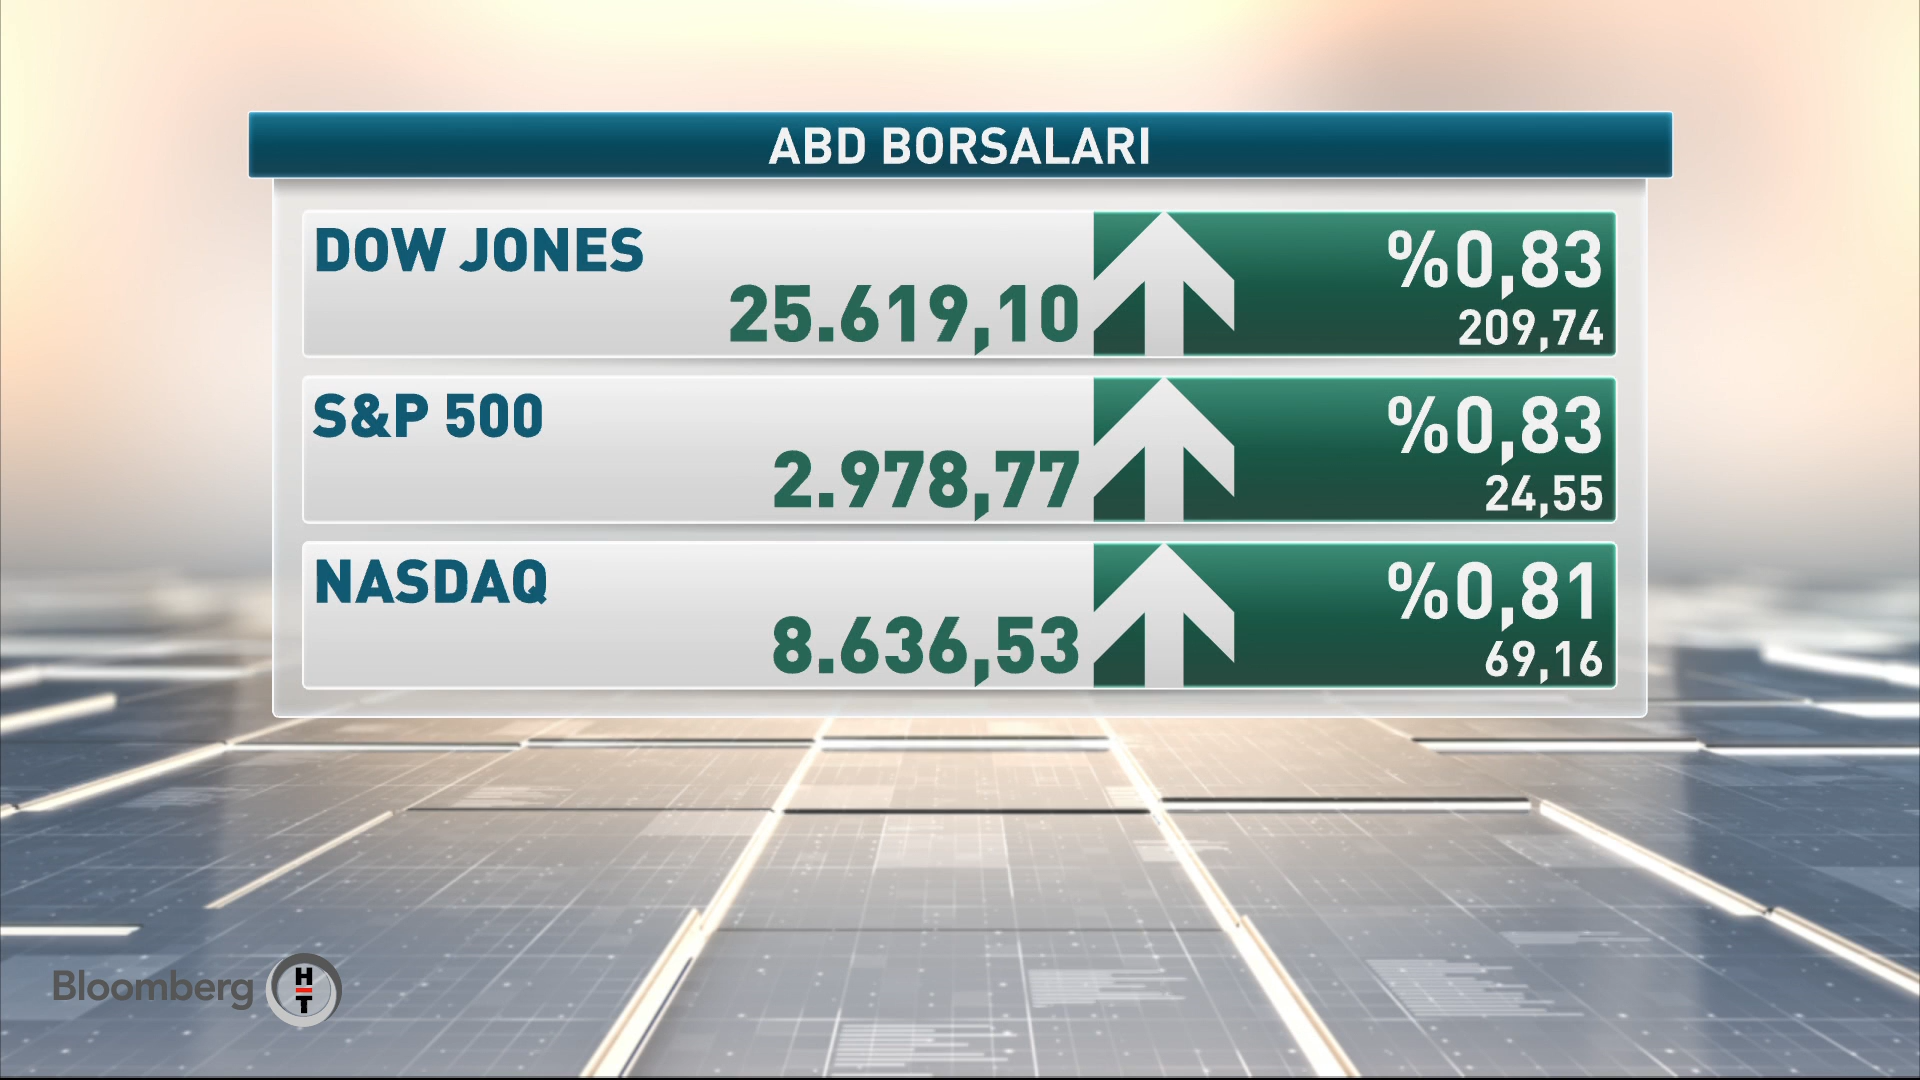 ABD BORSALARI
DOW JONES
25.619,10
%0,83
209,74
S&P 500
2.978,77
%0,83
24,55
NASDAQ
8.636,53
%0,81
69,16
Bloomberg HT